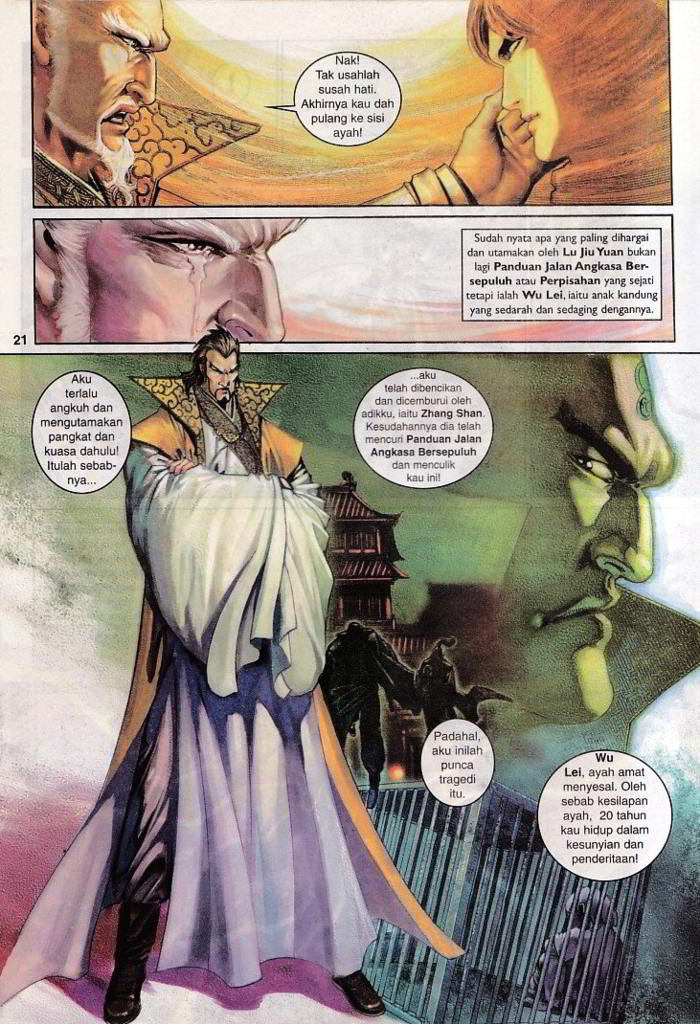 Nak!
Tak usahlah
susah hati.
Akhirnya kau dah
pulang ke sisi
ayah!
Sudah nyata apa yang paling dihargai
dan utamakan oleh Lu Jiu Yuan bukan
lagi Panduan Jalan Angkasa Ber-
sepuluh atau Perpisahan yang sejati
tetapi ialah Wu Lei, iaitu anak kandung
yang sedarah dan sedaging dengannya.
21
Aku
terlalu
angkuh dan
mengutamakan
pangkat dan
kuasa dahulu!
Itulah sebab-
nya...
...aku
telah dibencikan
dan dicemburui oleh
adikku, iaitu Zhang Shan.
Kesudahannya dia telah
mencuri Panduan Jalan
Angkasa Bersepuluh
dan menculik
kau ini!
Padahal,
aku inilah
punca
tragedi
itu.
Wu
Lei, ayah amat
menyesal. Oleh
sebab kesilapan
ayah, 20 tahun
kau hidup dalam
kesunyian dan
penderitaan!